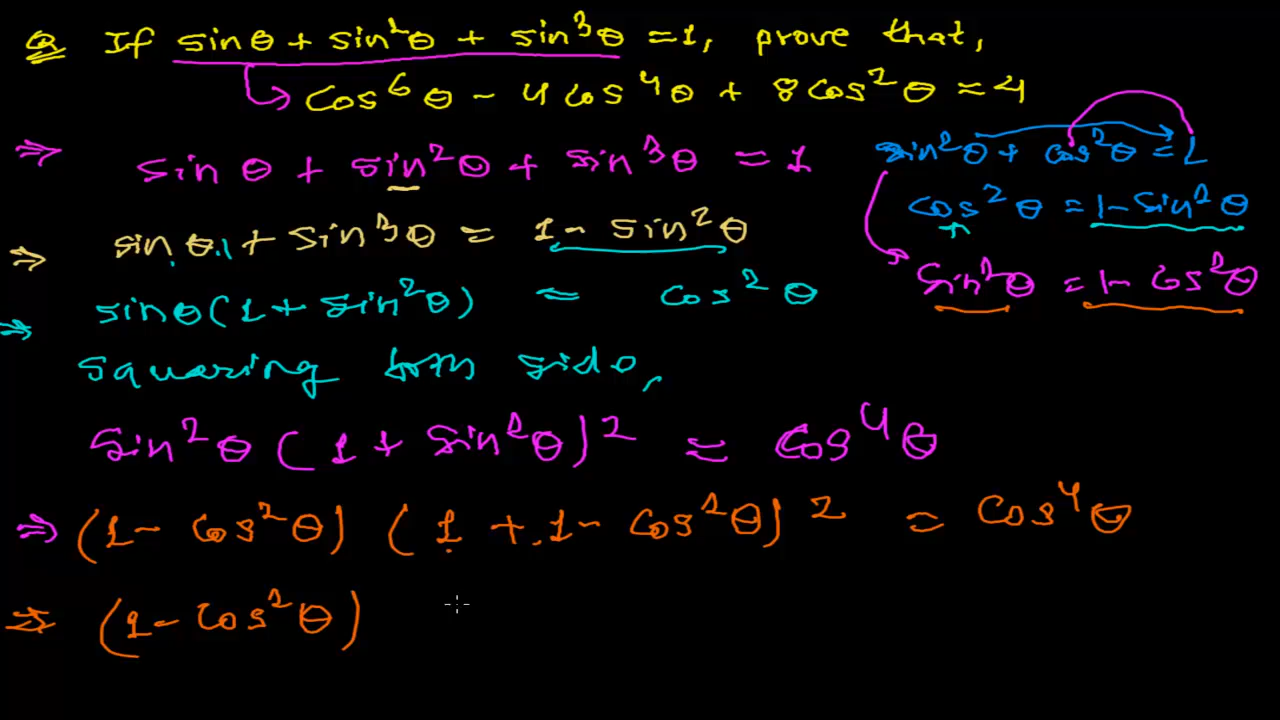 Q If sinθ + sin²θ + sin³θ = 1, prove that,
cos⁶θ - 4cos⁴θ + 8cos²θ = 4
⇒ sinθ + sin²θ + sin³θ = 1
⇒ sinθ.1 + sin³θ = 1 - sin²θ
⇒ sinθ(1 + sin²θ) = cos²θ
squaring both side,
sin²θ (1 + sin²θ)² = cos⁴θ
⇒ (1 - cos²θ) (1 + 1 - cos²θ)² = cos⁴θ
⇒ (1 - cos²θ)
sin²θ + cos²θ = 1
cos²θ = 1 - sin²θ
sin²θ = 1 - cos²θ